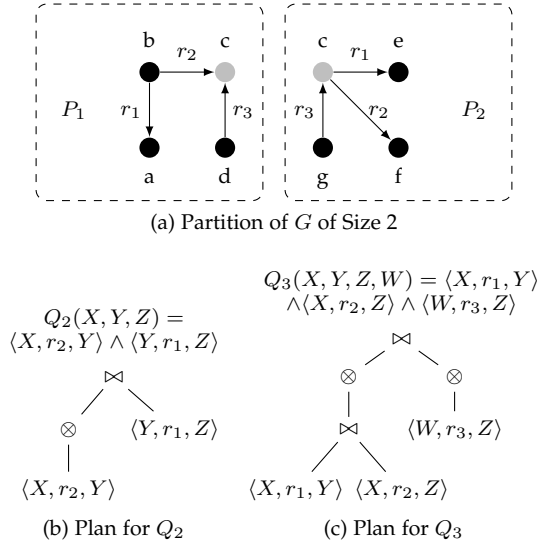 b c c e
r₂ r₁
P₁ r₁ r₃ r₃ r₂ P₂
a d g f
(a) Partition of G of Size 2
Q₂(X, Y, Z) =
⟨X, r₂, Y⟩ ∧ ⟨Y, r₁, Z⟩
⋈
⊗ ⟨Y, r₁, Z⟩
⟨X, r₂, Y⟩
(b) Plan for Q₂
Q₃(X, Y, Z, W) = ⟨X, r₁, Y⟩
∧⟨X, r₂, Z⟩ ∧ ⟨W, r₃, Z⟩
⋈
⊗ ⊗
⋈ ⟨W, r₃, Z⟩
⟨X, r₁, Y⟩ ⟨X, r₂, Z⟩
(c) Plan for Q₃